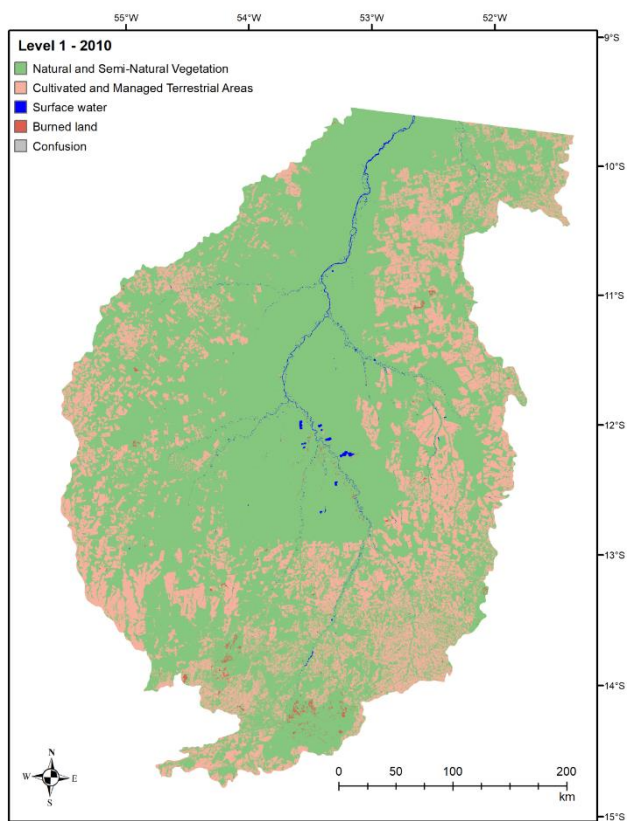 55°W 54°W 53°W 52°W
Level 1 - 2010
Natural and Semi-Natural Vegetation
Cultivated and Managed Terrestrial Areas
Surface water
Burned land
Confusion
9°S
10°S
11°S
12°S
13°S
14°S
15°S
N
W E
S
0 50 100 200
km